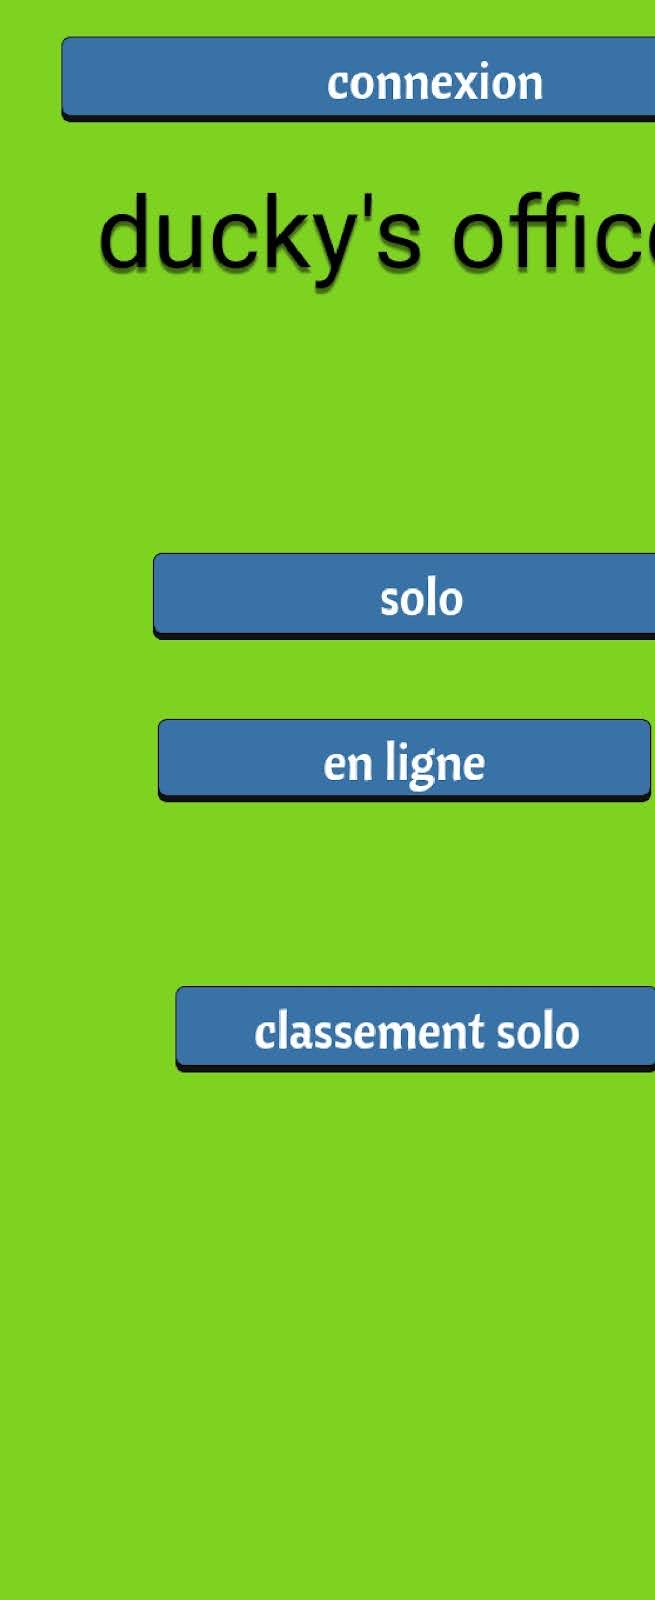 connexion
ducky's offic
solo
en ligne
classement solo